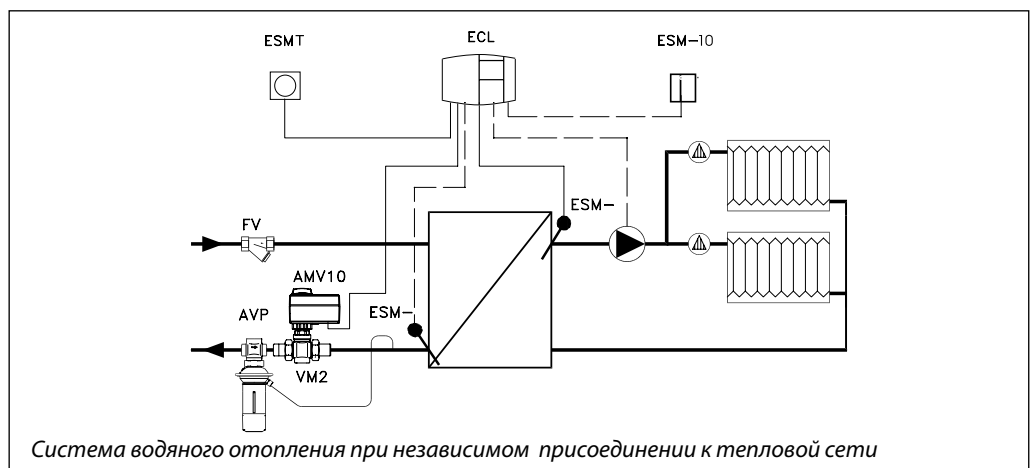 ESMT
ECL
ESM-10
ESM-
FV
AMV10
ESM-
AVP
VM2
Система водяного отопления при независимом присоединении к тепловой сети